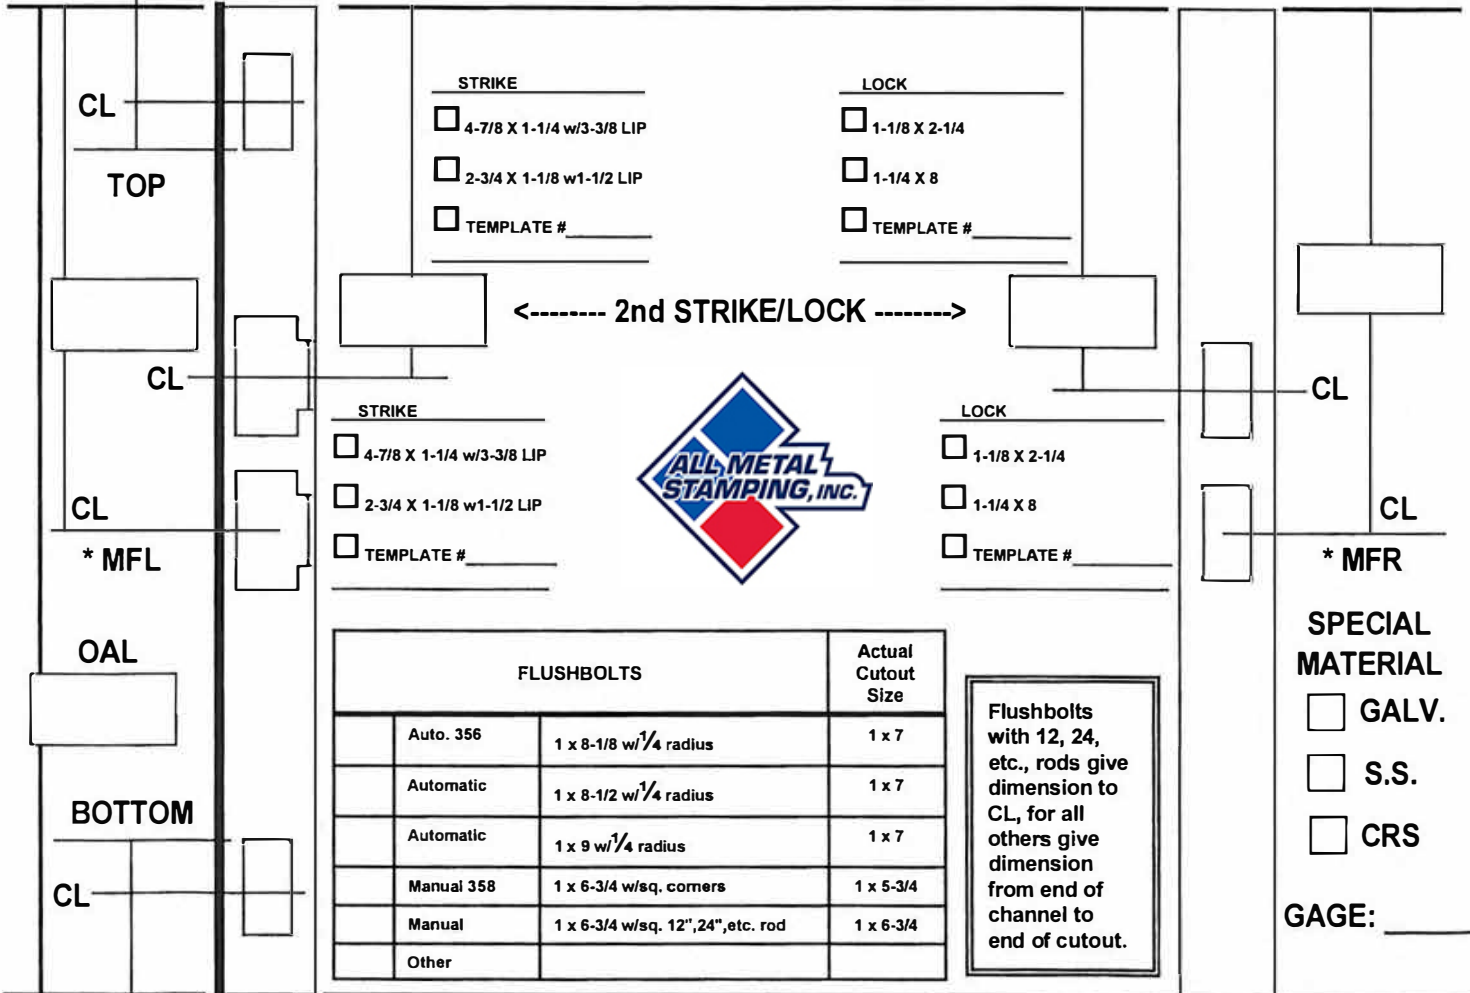 CL
TOP
STRIKE
4-7/8 X 1-1/4 w/3-3/8 LIP
2-3/4 X 1-1/8 w1-1/2 LIP
TEMPLATE #
LOCK
1-1/8 X 2-1/4
1-1/4 X 8
TEMPLATE #
<-------- 2nd STRIKE/LOCK -------->
CL
CL
STRIKE
4-7/8 X 1-1/4 w/3-3/8 LIP
2-3/4 X 1-1/8 w1-1/2 LIP
TEMPLATE #
ALL METAL
STAMPING, INC.
LOCK
1-1/8 X 2-1/4
1-1/4 X 8
TEMPLATE #
CL
* MFL
CL
* MFR
OAL
BOTTOM
CL
FLUSHBOLTS
Actual
Cutout
Size
Auto. 356 1 x 8-1/8 w/1/4 radius 1 x 7
Automatic 1 x 8-1/2 w/1/4 radius 1 x 7
Automatic 1 x 9 w/1/4 radius 1 x 7
Manual 358 1 x 6-3/4 w/sq. corners 1 x 5-3/4
Manual 1 x 6-3/4 w/sq. 12",24",etc. rod 1 x 6-3/4
Other
Flushbolts
with 12, 24,
etc., rods give
dimension to
CL, for all
others give
dimension
from end of
channel to
end of cutout.
SPECIAL
MATERIAL
GALV.
S.S.
CRS
GAGE: